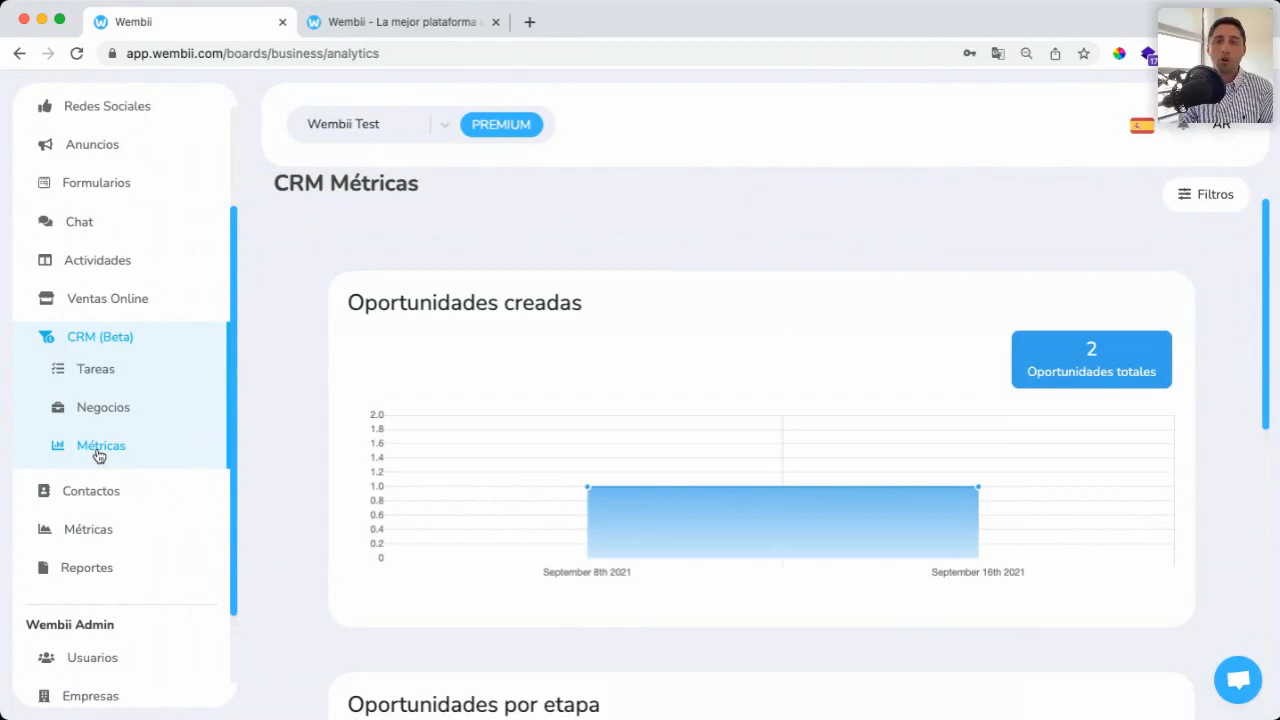 Wembii
Wembii - La mejor plataforma
app.wembii.com/boards/business/analytics
17
Redes Sociales
Anuncios
Formularios
Chat
Actividades
Ventas Online
CRM (Beta)
Tareas
Negocios
Métricas
Contactos
Métricas
Reportes
Wembii Admin
Usuarios
Empresas
Wembii Test
PREMIUM
AR
CRM Métricas
Filtros
Oportunidades creadas
2
Oportunidades totales
2.0
1.8
1.6
1.4
1.2
1.0
0.8
0.6
0.4
0.2
0
September 8th 2021
September 16th 2021
Oportunidades por etapa